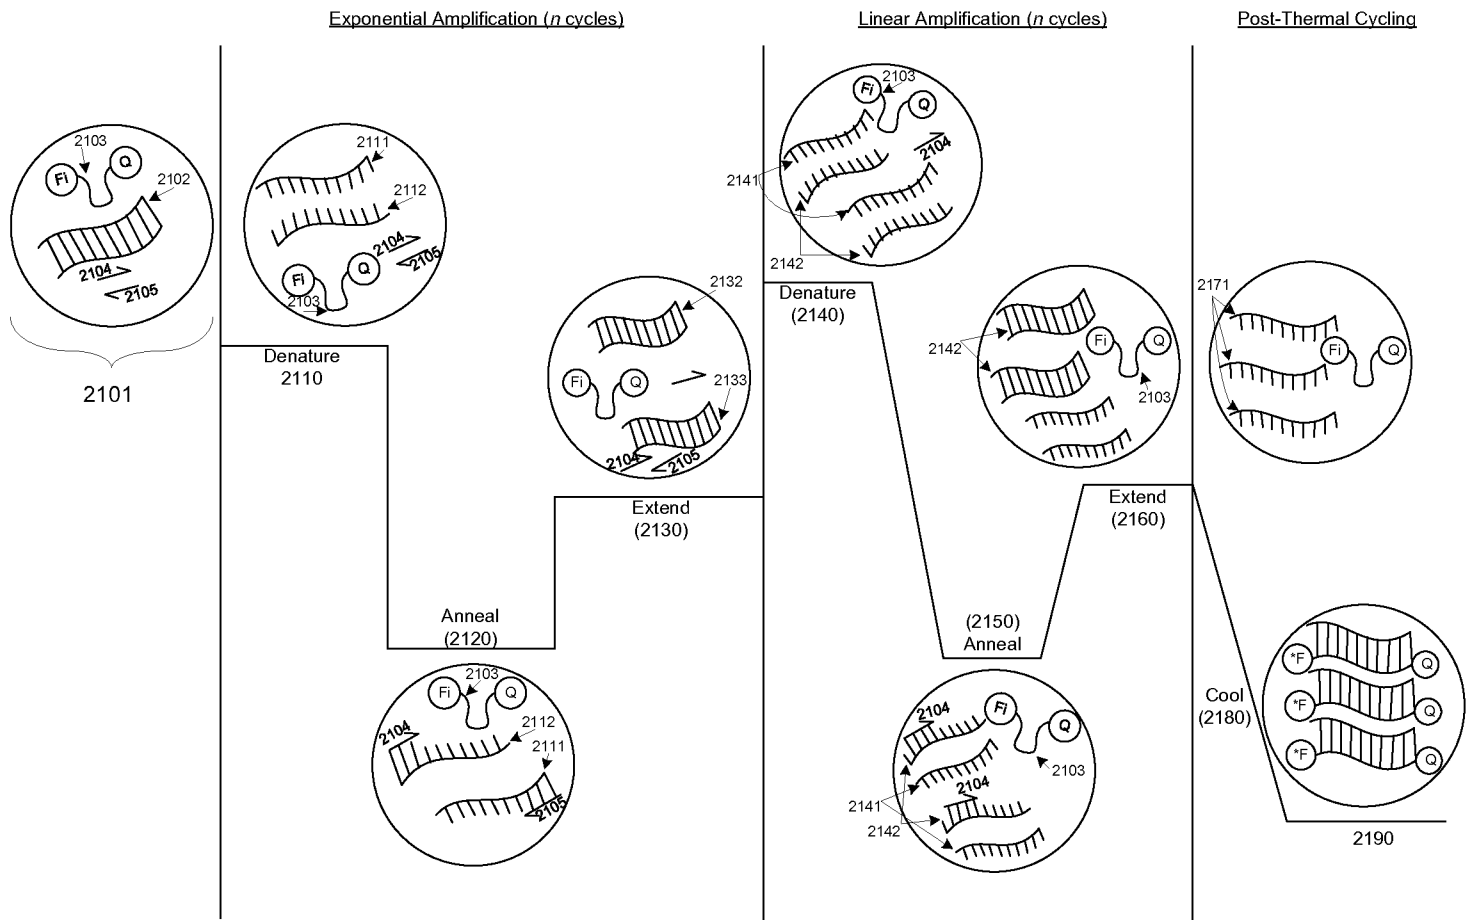 Exponential Amplification (n cycles)
Linear Amplification (n cycles)
Post-Thermal Cycling
2103
Fi
Q
2102
2104
2105
2101
2111
2112
2104
2105
Fi
Q
2103
Denature
2110
Anneal
(2120)
2103
Fi
Q
2104
2112
2111
2105
2132
Fi
Q
2133
2104
2105
Extend
(2130)
2103
Fi
Q
2104
2141
2142
Denature
(2140)
(2150)
Anneal
2104
Fi
Q
2103
2104
2141
2142
2142
Fi
Q
2103
Extend
(2160)
2171
Fi
Q
Cool
(2180)
*F
Q
*F
Q
*F
Q
2190